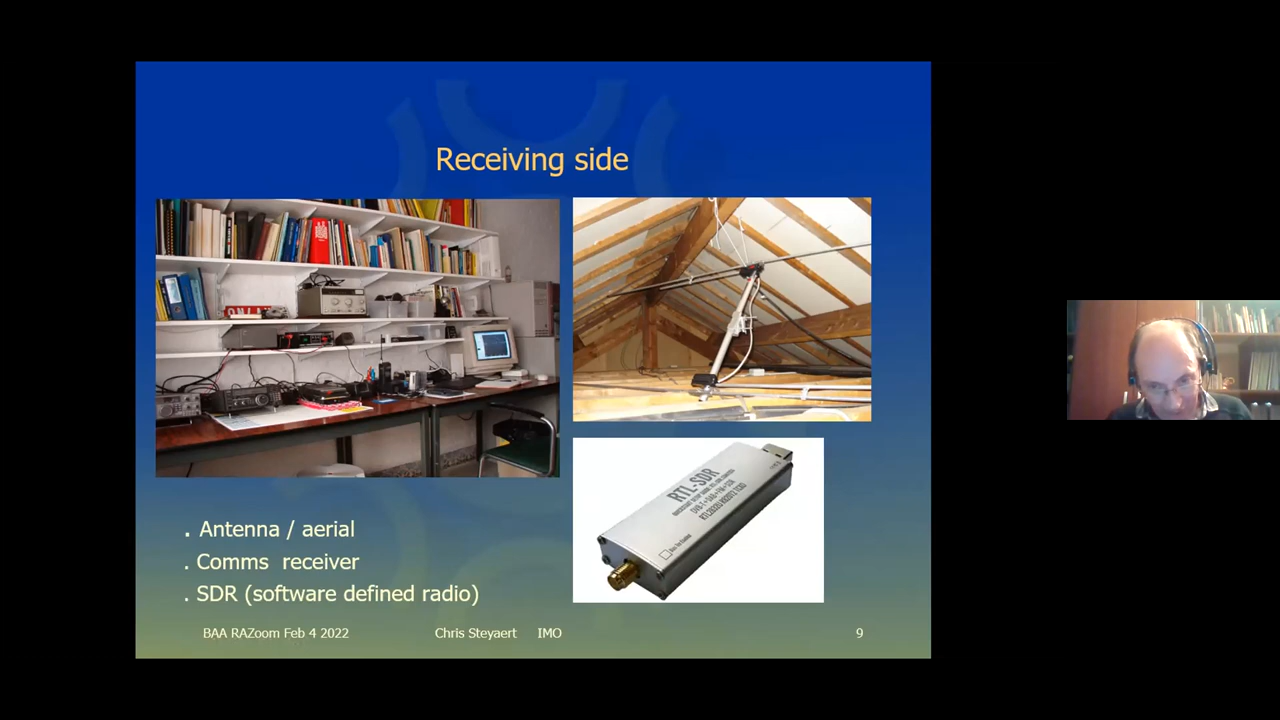 Receiving side
RTL-SDR
. Antenna / aerial
. Comms receiver
. SDR (software defined radio)
BAA RAZoom Feb 4 2022
Chris Steyaert IMO
9